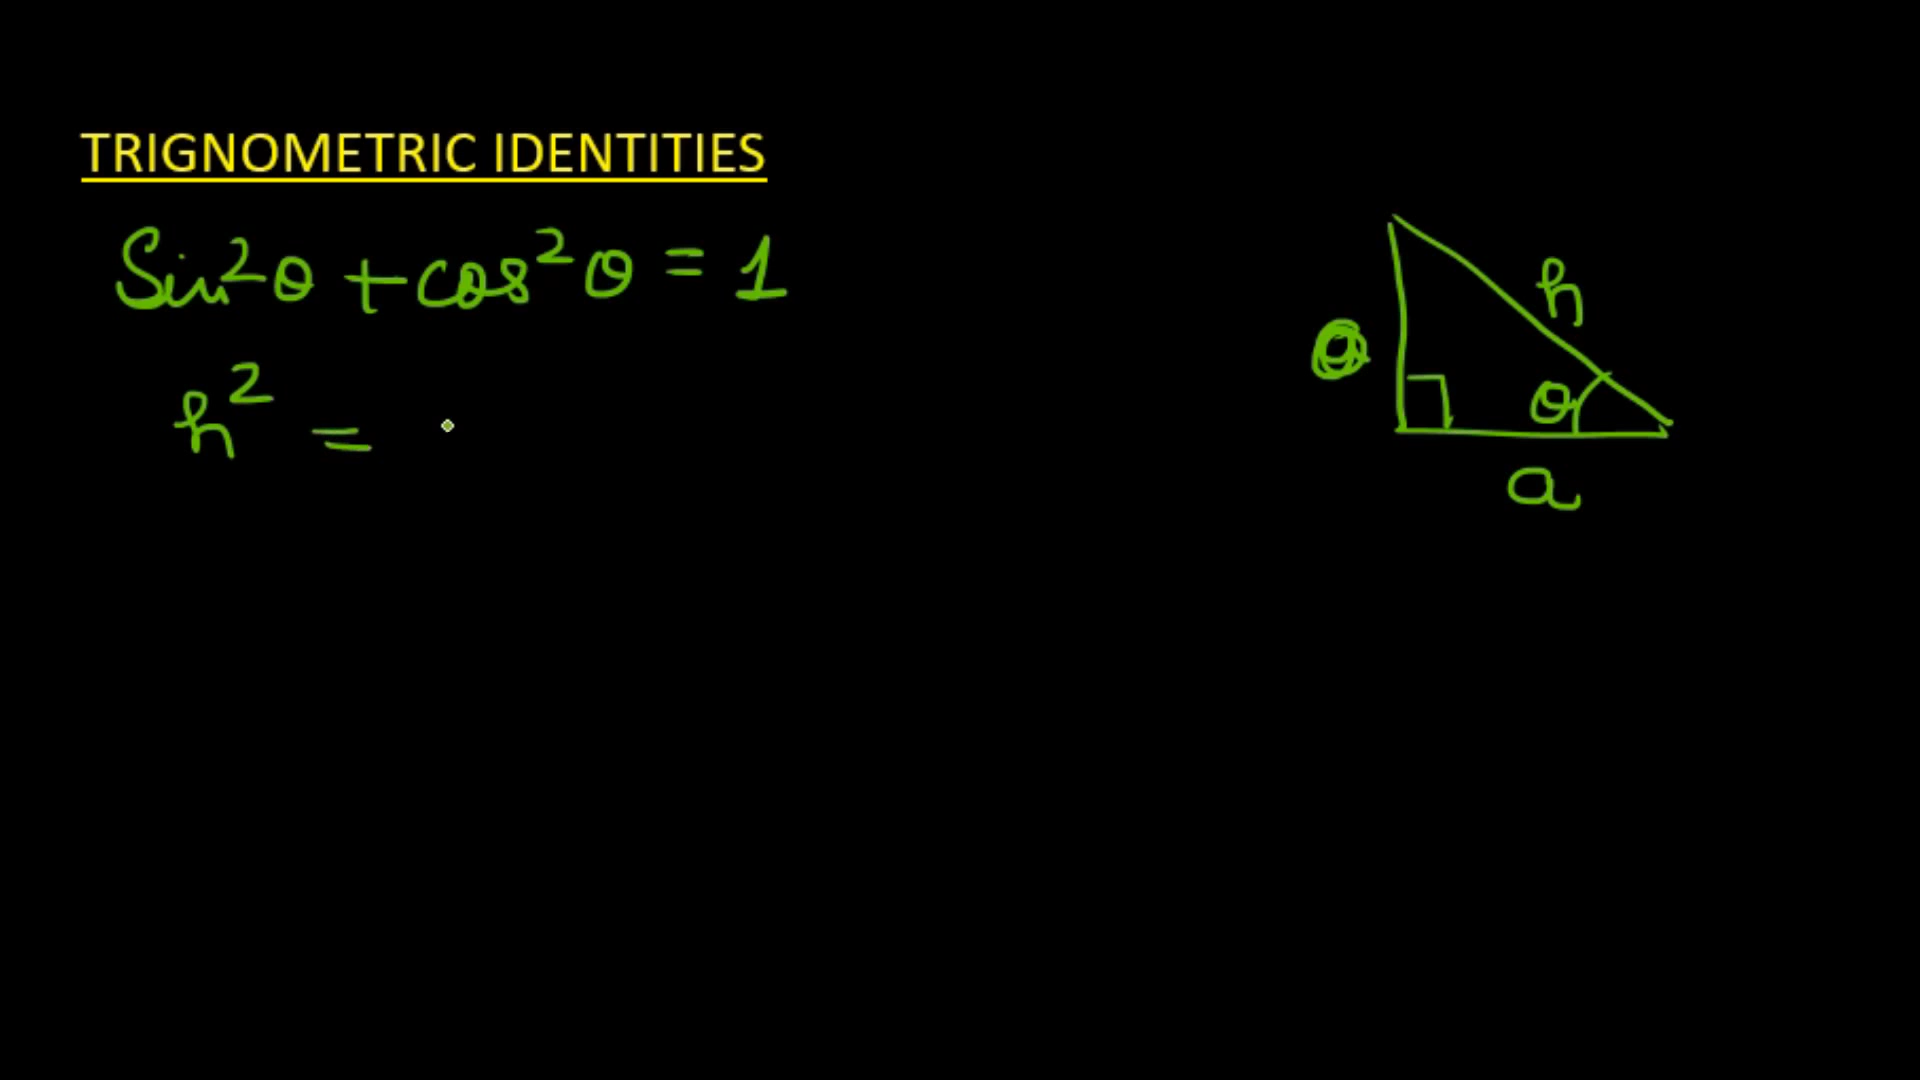 TRIGNOMETRIC IDENTITIES
Sin²θ + cos²θ = 1
h² =
h
θ
a